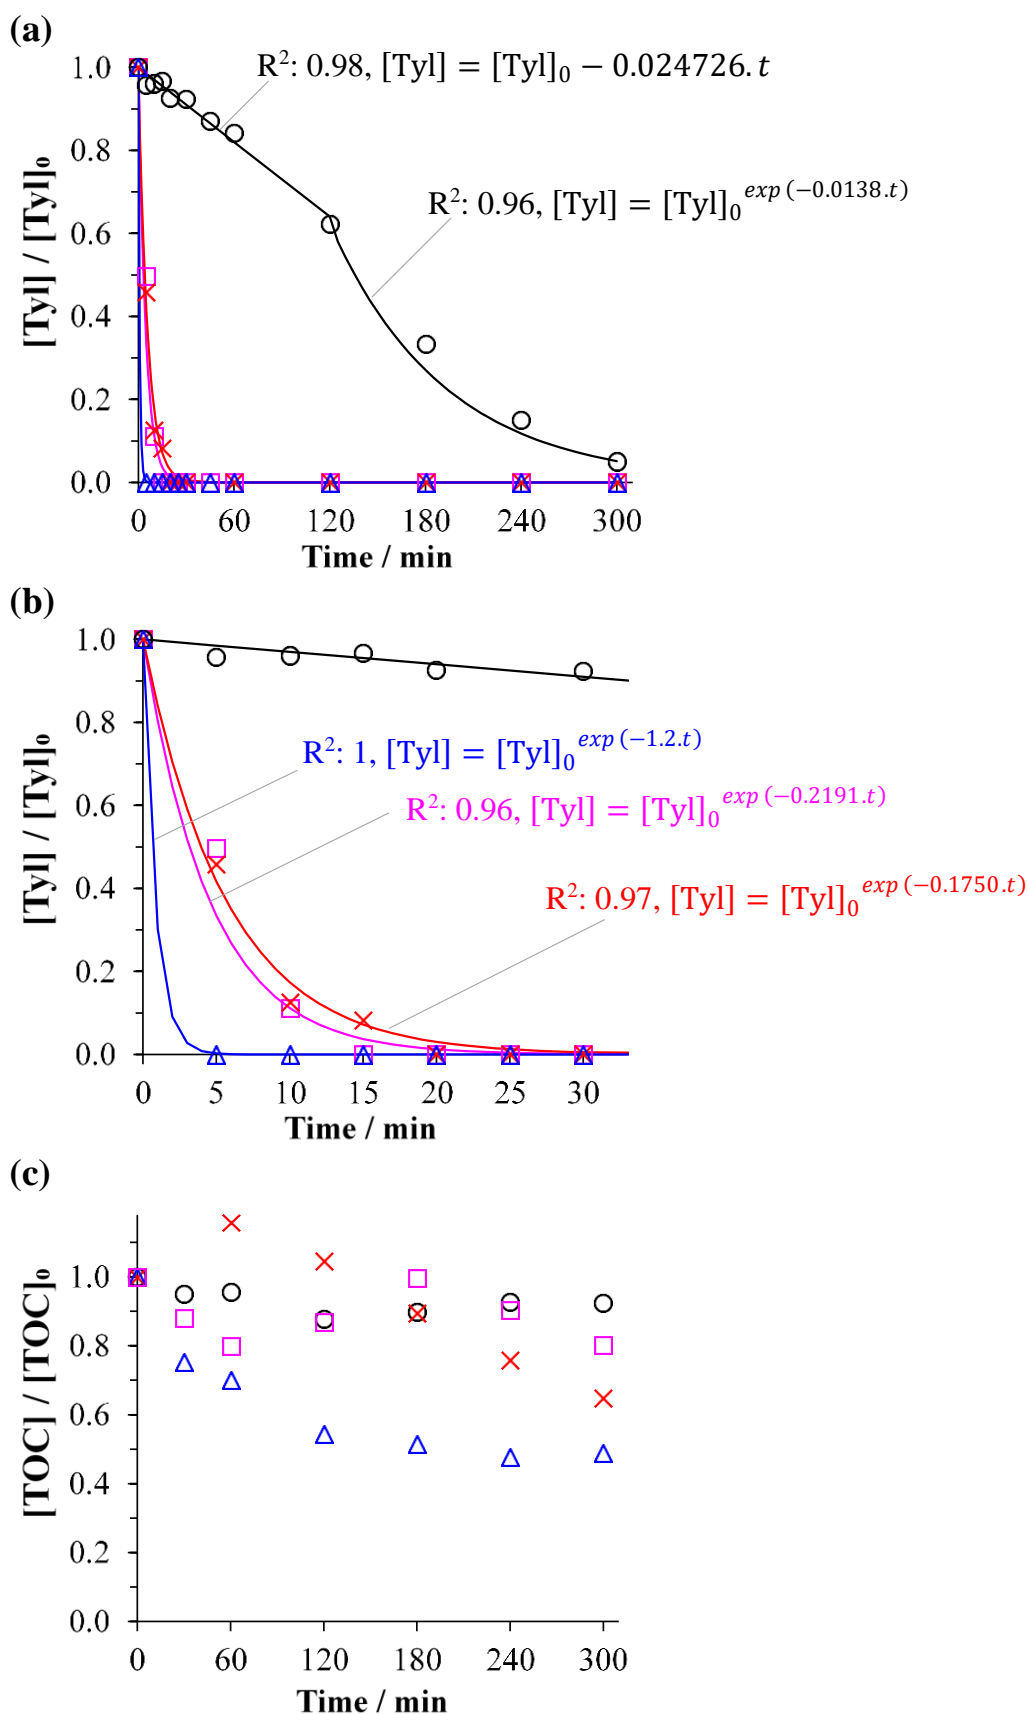 (a)
R²: 0.98, [Tyl] = [Tyl]₀ − 0.024726. t
R²: 0.96, [Tyl] = [Tyl]₀ exp (−0.0138.t)
[Tyl] / [Tyl]₀
1.0
0.8
0.6
0.4
0.2
0.0
0 60 120 180 240 300
Time / min
(b)
R²: 1, [Tyl] = [Tyl]₀ exp (−1.2.t)
R²: 0.96, [Tyl] = [Tyl]₀ exp (−0.2191.t)
R²: 0.97, [Tyl] = [Tyl]₀ exp (−0.1750.t)
[Tyl] / [Tyl]₀
1.0
0.8
0.6
0.4
0.2
0.0
0 5 10 15 20 25 30
Time / min
(c)
[TOC] / [TOC]₀
1.0
0.8
0.6
0.4
0.2
0.0
0 60 120 180 240 300
Time / min